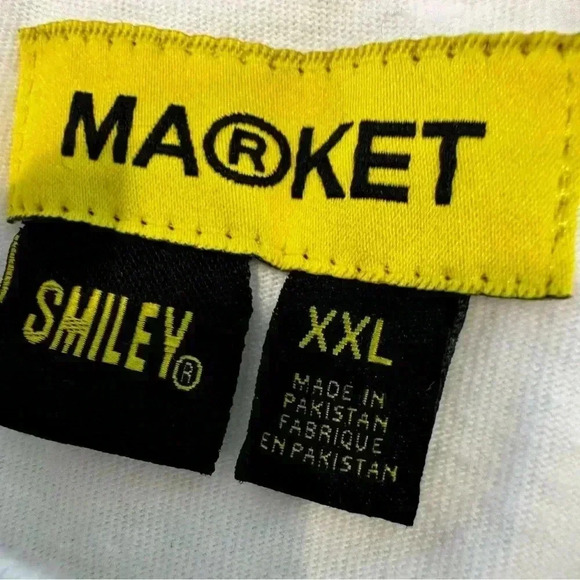 MA®KET
SMILEY®
XXL
MADE IN
PAKISTAN
FABRIQUE
EN PAKISTAN